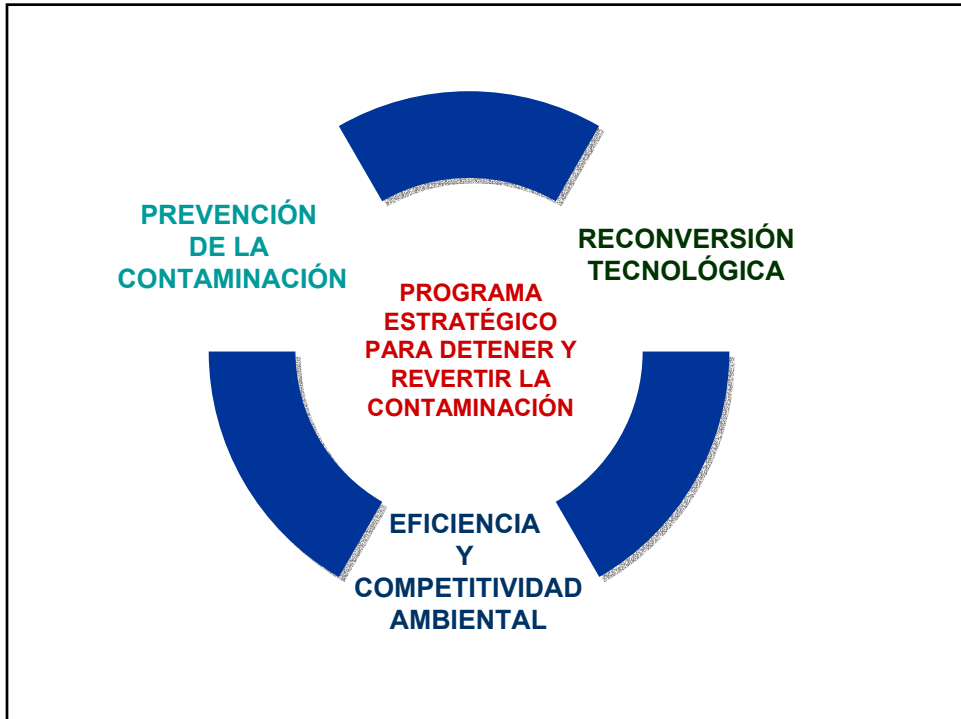 PREVENCIÓN
DE LA
CONTAMINACIÓN
RECONVERSIÓN
TECNOLÓGICA
PROGRAMA
ESTRATÉGICO
PARA DETENER Y
REVERTIR LA
CONTAMINACIÓN
EFICIENCIA
Y
COMPETITIVIDAD
AMBIENTAL